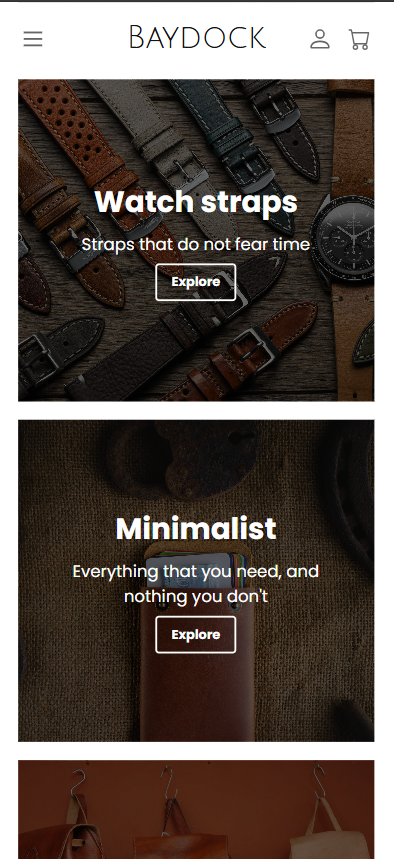 BAYDOCK
Watch straps
Straps that do not fear time
Explore
Minimalist
Everything that you need, and
nothing you don't
Explore